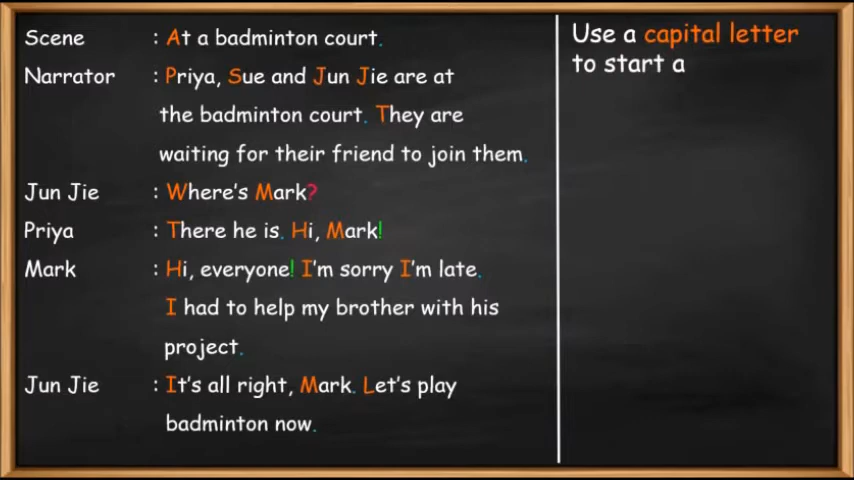 Scene : At a badminton court.
Narrator : Priya, Sue and Jun Jie are at
the badminton court. They are
waiting for their friend to join them.
Jun Jie : Where's Mark?
Priya : There he is. Hi, Mark!
Mark : Hi, everyone! I'm sorry I'm late.
I had to help my brother with his
project.
Jun Jie : It's all right, Mark. Let's play
badminton now.
Use a capital letter
to start a